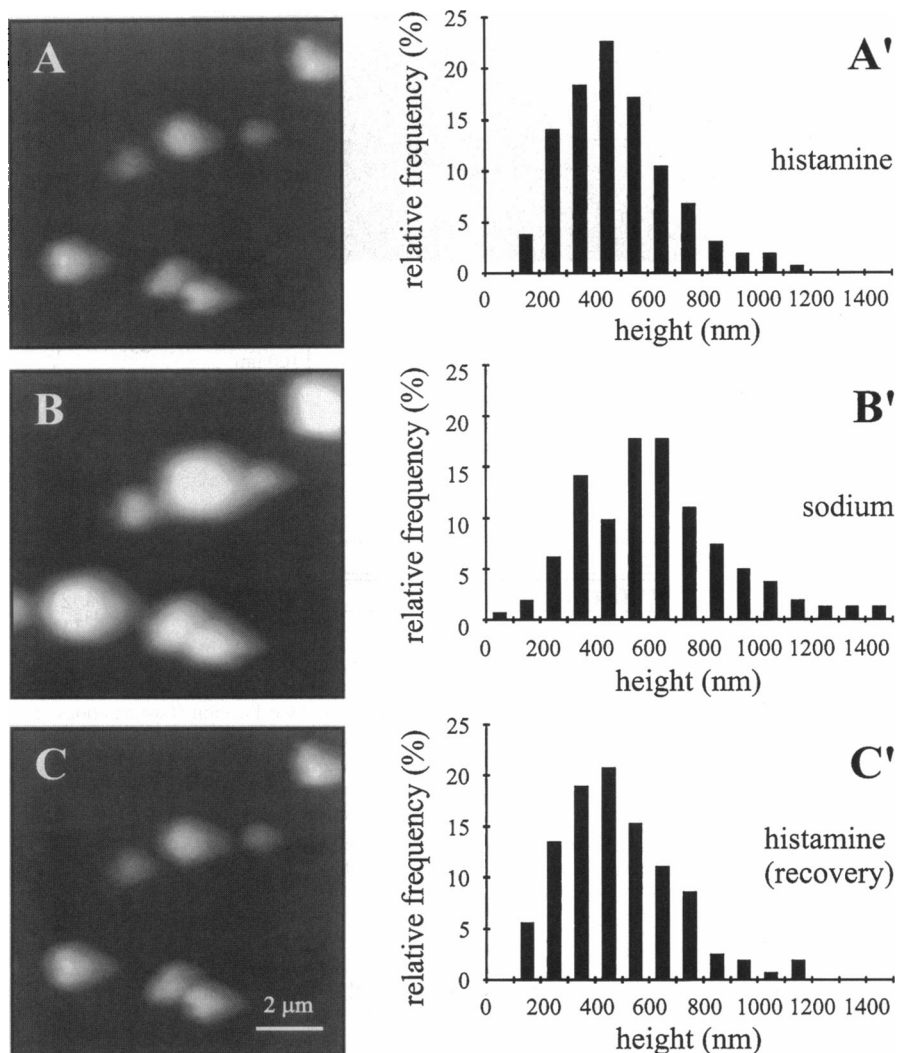 A
relative frequency (%)
25
20
15
10
5
0
0 200 400 600 800 1000 1200 1400
height (nm)
A'
histamine
B
relative frequency (%)
25
20
15
10
5
0
0 200 400 600 800 1000 1200 1400
height (nm)
B'
sodium
C
2 µm
relative frequency (%)
25
20
15
10
5
0
0 200 400 600 800 1000 1200 1400
height (nm)
C'
histamine
(recovery)